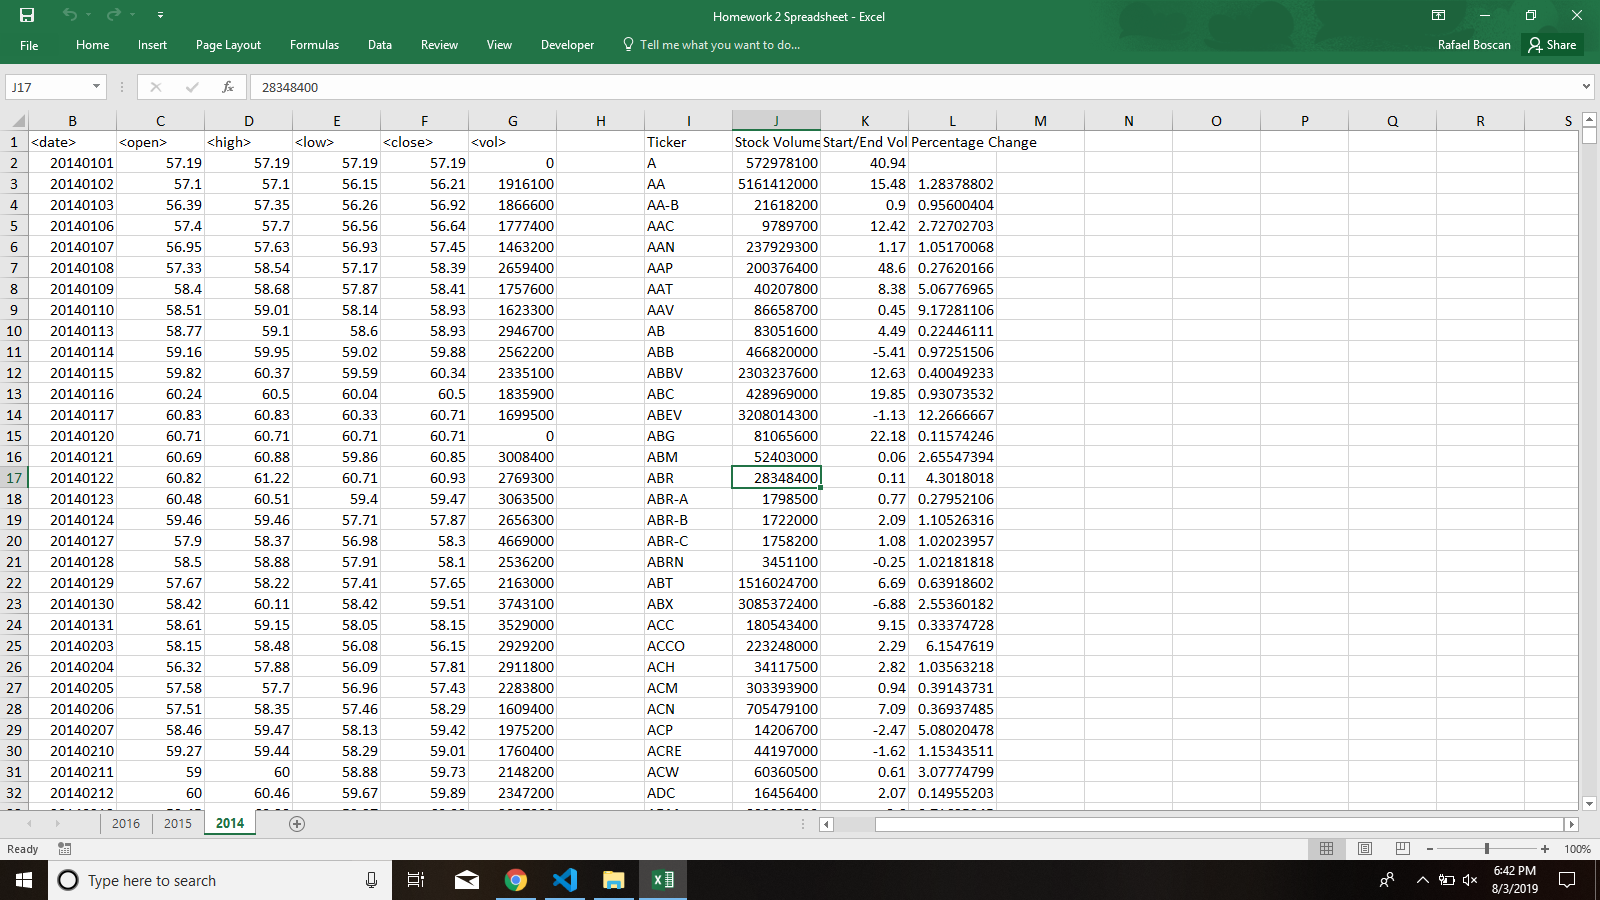 Homework 2 Spreadsheet - Excel
File Home Insert Page Layout Formulas Data Review View Developer Tell me what you want to do... Rafael Boscan Share
J17 fx 28348400
B C D E F G H I J K L M N O P Q R S
1 <date> <open> <high> <low> <close> <vol> Ticker Stock Volume Start/End Vol Percentage Change
2 20140101 57.19 57.19 57.19 57.19 0 A 572978100 40.94
3 20140102 57.1 57.1 56.15 56.21 1916100 AA 5161412000 15.48 1.28378802
4 20140103 56.39 57.35 56.26 56.92 1866600 AA-B 21618200 0.9 0.95600404
5 20140106 57.4 57.7 56.56 56.64 1777400 AAC 9789700 12.42 2.72702703
6 20140107 56.95 57.63 56.93 57.45 1463200 AAN 237929300 1.17 1.05170068
7 20140108 57.33 58.54 57.17 58.39 2659400 AAP 200376400 48.6 0.27620166
8 20140109 58.4 58.68 57.87 58.41 1757600 AAT 40207800 8.38 5.06776965
9 20140110 58.51 59.01 58.14 58.93 1623300 AAV 86658700 0.45 9.17281106
10 20140113 58.77 59.1 58.6 58.93 2946700 AB 83051600 4.49 0.22446111
11 20140114 59.16 59.95 59.02 59.88 2562200 ABB 466820000 -5.41 0.97251506
12 20140115 59.82 60.37 59.59 60.34 2335100 ABBV 2303237600 12.63 0.40049233
13 20140116 60.24 60.5 60.04 60.5 1835900 ABC 428969000 19.85 0.93073532
14 20140117 60.83 60.83 60.33 60.71 1699500 ABEV 3208014300 -1.13 12.2666667
15 20140120 60.71 60.71 60.71 60.71 0 ABG 81065600 22.18 0.11574246
16 20140121 60.69 60.88 59.86 60.85 3008400 ABM 52403000 0.06 2.65547394
17 20140122 60.82 61.22 60.71 60.93 2769300 ABR 28348400 0.11 4.3018018
18 20140123 60.48 60.51 59.4 59.47 3063500 ABR-A 1798500 0.77 0.27952106
19 20140124 59.46 59.46 57.71 57.87 2656300 ABR-B 1722000 2.09 1.10526316
20 20140127 57.9 58.37 56.98 58.3 4669000 ABR-C 1758200 1.08 1.02023957
21 20140128 58.5 58.88 57.91 58.1 2536200 ABRN 3451100 -0.25 1.02181818
22 20140129 57.67 58.22 57.41 57.65 2163000 ABT 1516024700 6.69 0.63918602
23 20140130 58.42 60.11 58.42 59.51 3743100 ABX 3085372400 -6.88 2.55360182
24 20140131 58.61 59.15 58.05 58.15 3529000 ACC 180543400 9.15 0.33374728
25 20140203 58.15 58.48 56.08 56.15 2929200 ACCO 223248000 2.29 6.1547619
26 20140204 56.32 57.88 56.09 57.81 2911800 ACH 34117500 2.82 1.03563218
27 20140205 57.58 57.7 56.96 57.43 2283800 ACM 303393900 0.94 0.39143731
28 20140206 57.51 58.35 57.46 58.29 1609400 ACN 705479100 7.09 0.36937485
29 20140207 58.46 59.47 58.13 59.42 1975200 ACP 14206700 -2.47 5.08020478
30 20140210 59.27 59.44 58.29 59.01 1760400 ACRE 44197000 -1.62 1.15343511
31 20140211 59 60 58.88 59.73 2148200 ACW 60360500 0.61 3.07774799
32 20140212 60 60.46 59.67 59.89 2347200 ADC 16456400 2.07 0.14955203
2016 2015 2014
Ready 100%
Type here to search
6:42 PM
8/3/2019